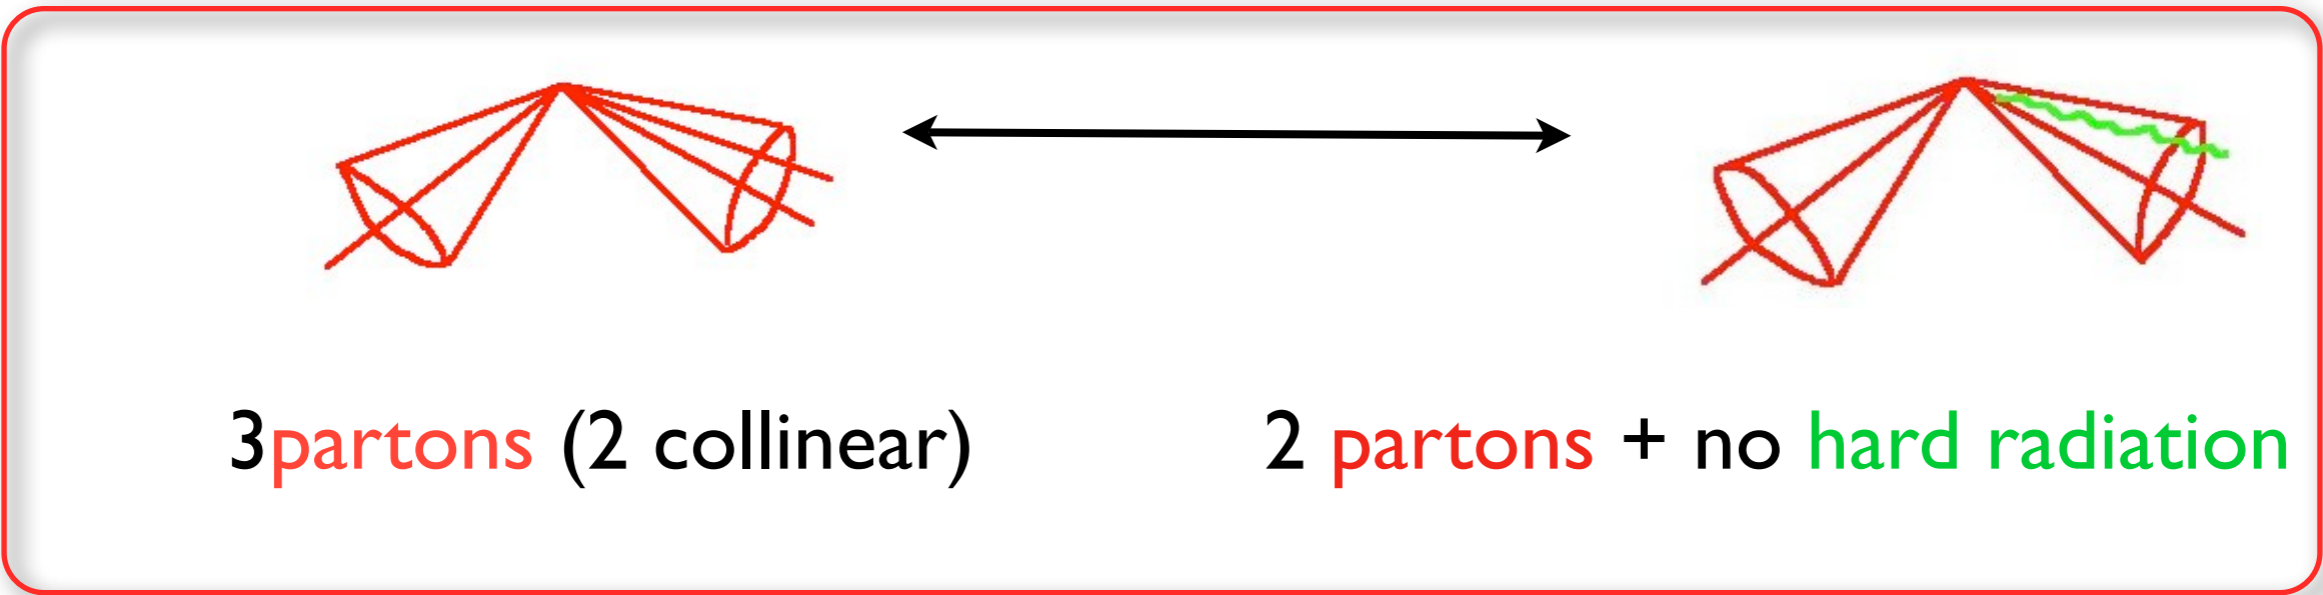 3partons (2 collinear)
2 partons + no hard radiation